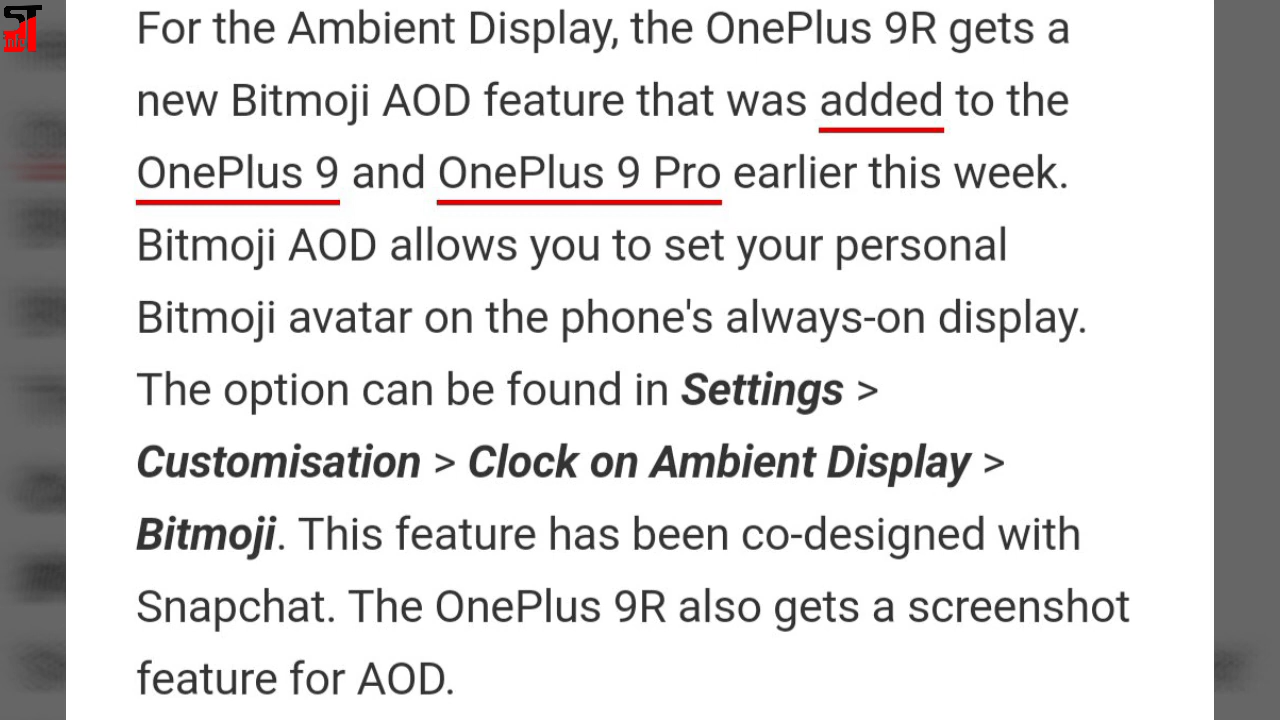 ST
Info
For the Ambient Display, the OnePlus 9R gets a
new Bitmoji AOD feature that was added to the
OnePlus 9 and OnePlus 9 Pro earlier this week.
Bitmoji AOD allows you to set your personal
Bitmoji avatar on the phone's always-on display.
The option can be found in Settings >
Customisation > Clock on Ambient Display >
Bitmoji. This feature has been co-designed with
Snapchat. The OnePlus 9R also gets a screenshot
feature for AOD.